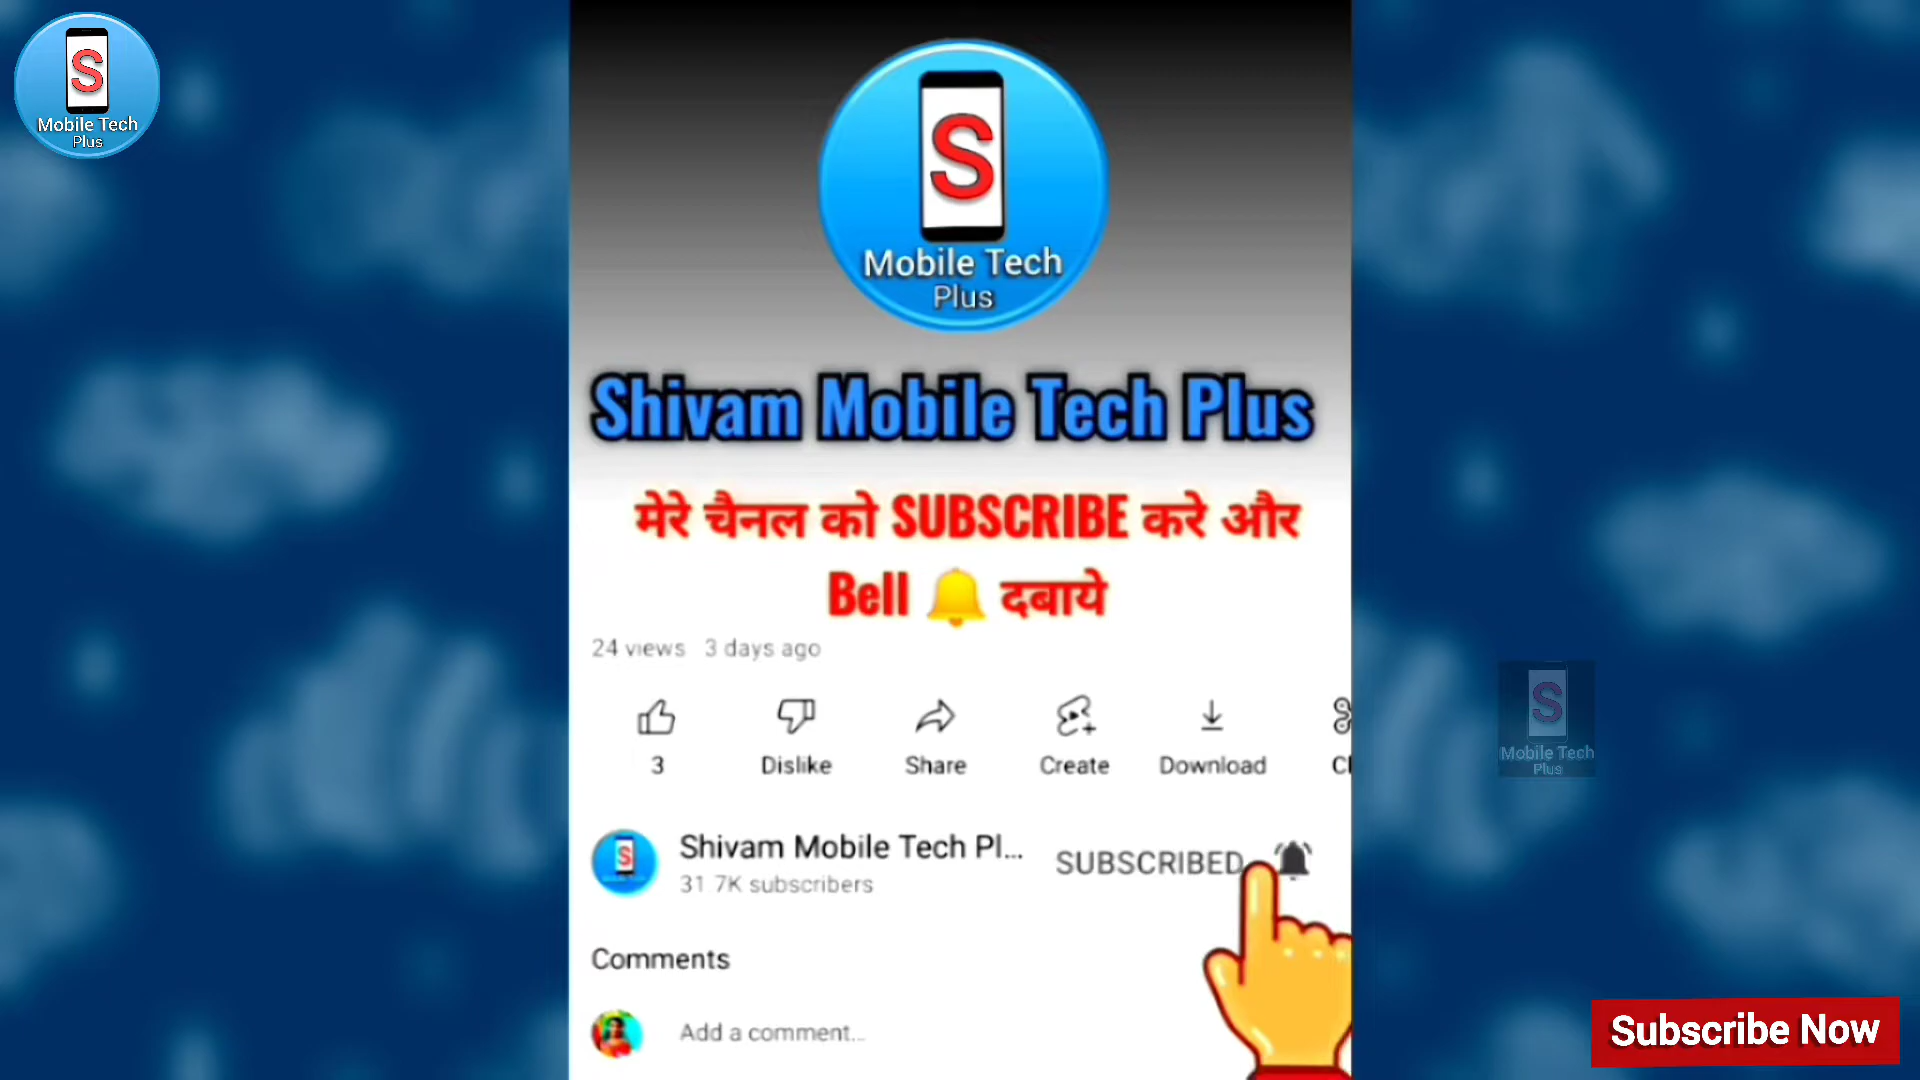 S
Mobile Tech
Plus
S
Mobile Tech
Plus
Shivam Mobile Tech Plus
मेरे चैनल को SUBSCRIBE करे और
Bell 🔔 दबाये
24 views 3 days ago
3 Dislike Share Create Download
Shivam Mobile Tech Pl... SUBSCRIBED
S
31 7K subscribers
Comments
Add a comment...
S
Mobile Tech
Plus
Subscribe Now